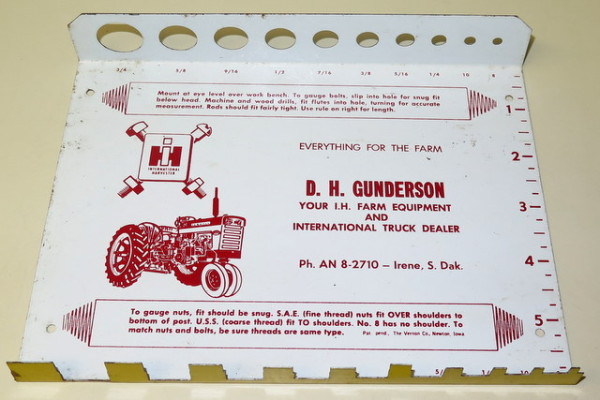 3/4 5/8 9/16 1/2 7/16 3/8 5/16 1/4 10 8
Mount at eye level over work bench. To gauge bolts, slip into hole for snug fit
below head. Machine and wood drills, fit flutes into hole, turning for accurate
measurement. Rods should fit fairly tight. Use rule on right for length.
1
IH
INTERNATIONAL
HARVESTER
EVERYTHING FOR THE FARM
2
D. H. GUNDERSON
YOUR I.H. FARM EQUIPMENT
AND
INTERNATIONAL TRUCK DEALER
3
Ph. AN 8-2710 – Irene, S. Dak.
4
To gauge nuts, fit should be snug. S.A.E. (fine thread) nuts fit OVER shoulders to
bottom of post. U.S.S. (coarse thread) fit TO shoulders. No. 8 has no shoulder. To
match nuts and bolts, be sure threads are same type.
Pat. prod., The Vernon Co., Newton, Iowa
5